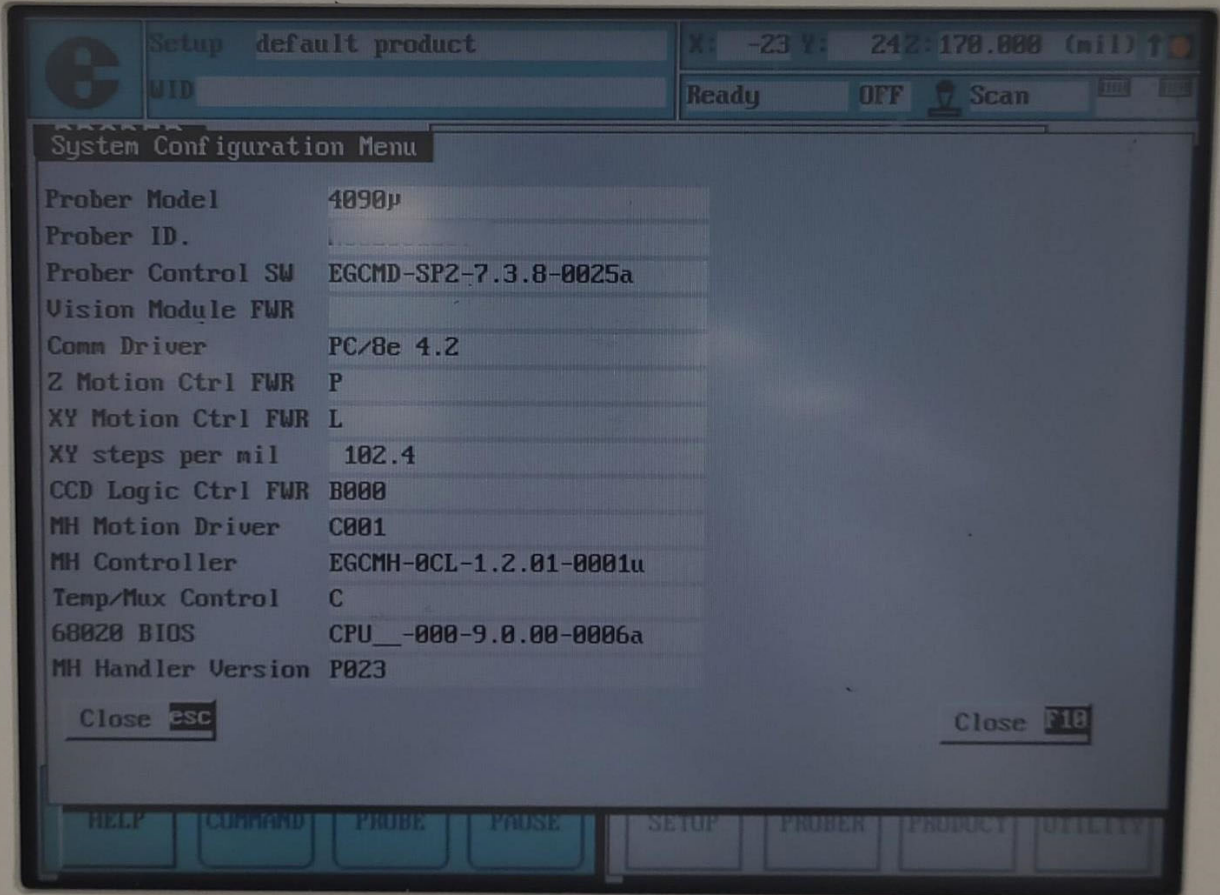 Setup default product
X: -23 Y: 24 Z: 170.000 (mil)
WID
Ready OFF Scan
System Configuration Menu
Prober Model 4090µ
Prober ID.
Prober Control SW EGCMD-SP2-7.3.8-0025a
Vision Module FWR
Comm Driver PC/8e 4.2
Z Motion Ctrl FWR P
XY Motion Ctrl FWR L
XY steps per mil 102.4
CCD Logic Ctrl FWR B000
MH Motion Driver C001
MH Controller EGCMH-0CL-1.2.01-0001u
Temp/Mux Control C
68020 BIOS CPU__-000-9.0.00-0006a
MH Handler Version P023
Close esc
Close F10
HELP COMMAND PROBE PAUSE SETUP PROBER PRODUCT UTILITY